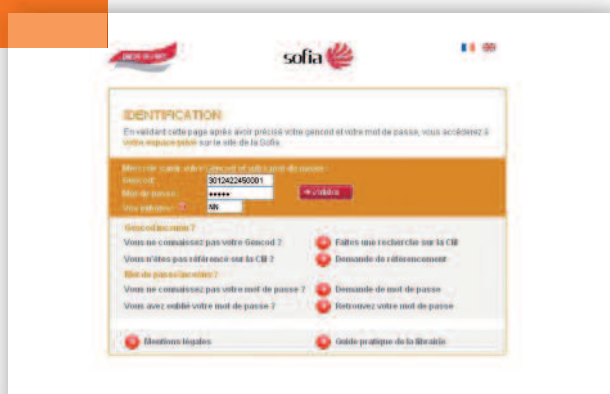 sofia
IDENTIFICATION
En validant cette page après avoir précisé votre gencod et votre mot de passe, vous accéderez à
votre espace privé sur le site de la Sofia.
Merci de saisir votre Gencod et votre mot de passe :
Gencod : 3012422450001
Mot de passe : •••••
Vos initiales : NN
Valider
Gencod inconnu ?
Vous ne connaissez pas votre Gencod ? Faites une recherche sur la Clil
Vous n'êtes pas référencé sur la Clil ? Demande de référencement
Mot de passe inconnu ?
Vous ne connaissez pas votre mot de passe ? Demande de mot de passe
Vous avez oublié votre mot de passe ? Retrouvez votre mot de passe
Mentions légales Guide pratique de la librairie